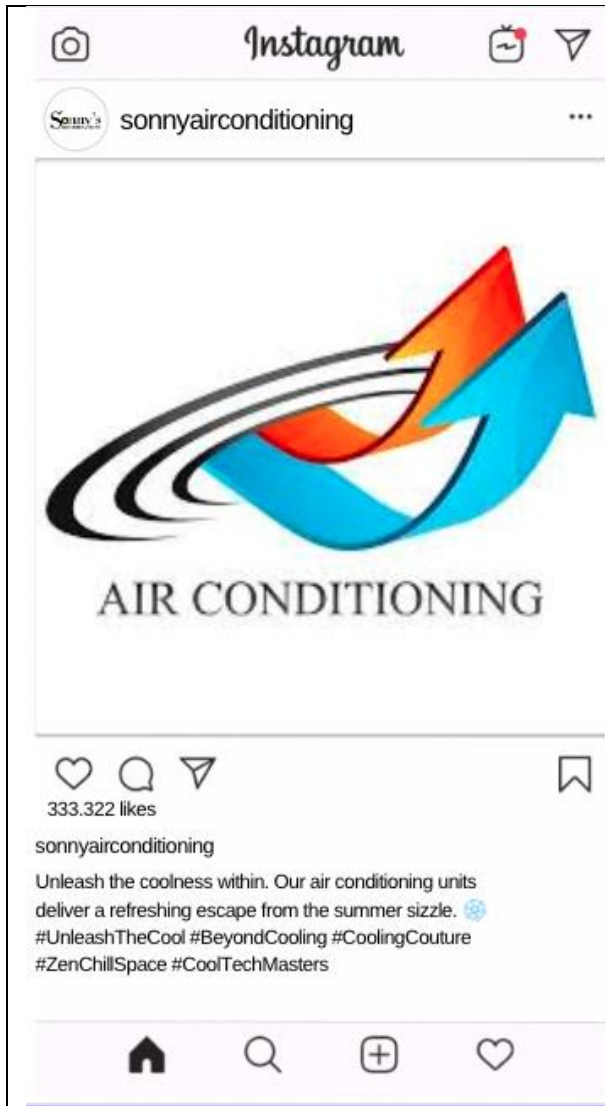 Instagram
Sonny's
sonnyairconditioning
AIR CONDITIONING
333.322 likes
sonnyairconditioning
Unleash the coolness within. Our air conditioning units
deliver a refreshing escape from the summer sizzle.
#UnleashTheCool #BeyondCooling #CoolingCouture
#ZenChillSpace #CoolTechMasters